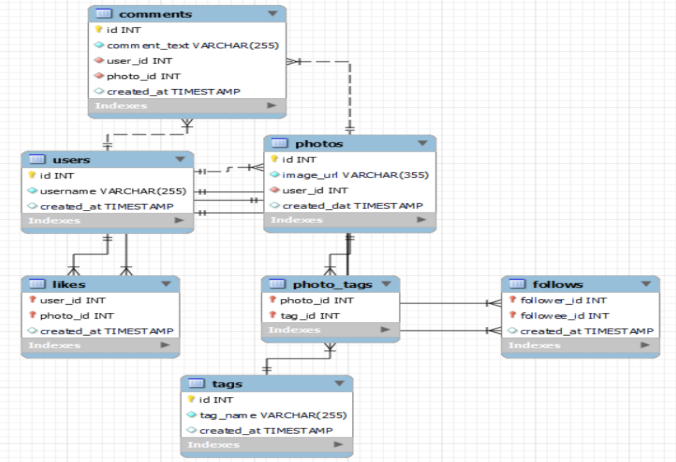 comments
id INT
comment_text VARCHAR(255)
user_id INT
photo_id INT
created_at TIMESTAMP
Indexes
users
id INT
username VARCHAR(255)
created_at TIMESTAMP
Indexes
photos
id INT
image_url VARCHAR(355)
user_id INT
created_dat TIMESTAMP
Indexes
likes
user_id INT
photo_id INT
created_at TIMESTAMP
Indexes
photo_tags
photo_id INT
tag_id INT
Indexes
follows
follower_id INT
followee_id INT
created_at TIMESTAMP
Indexes
tags
id INT
tag_name VARCHAR(255)
created_at TIMESTAMP
Indexes